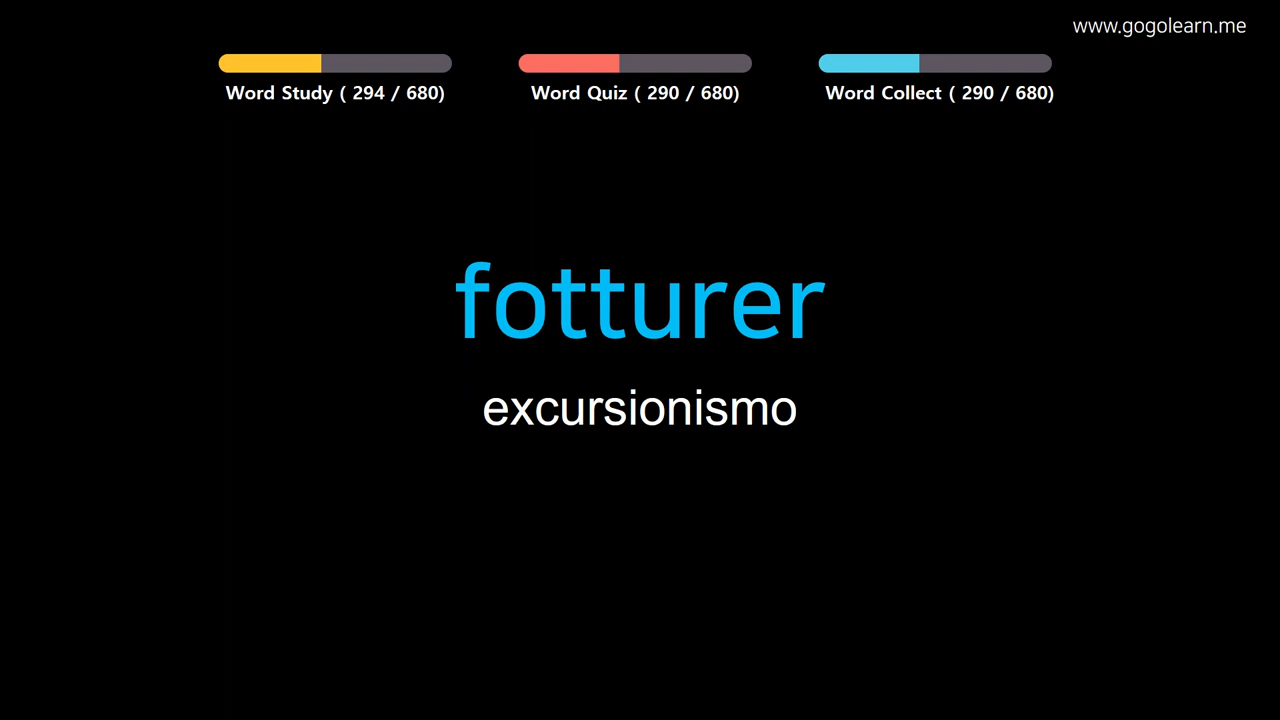 www.gogolearn.me
Word Study ( 294 / 680)
Word Quiz ( 290 / 680)
Word Collect ( 290 / 680)
fotturer
excursionismo